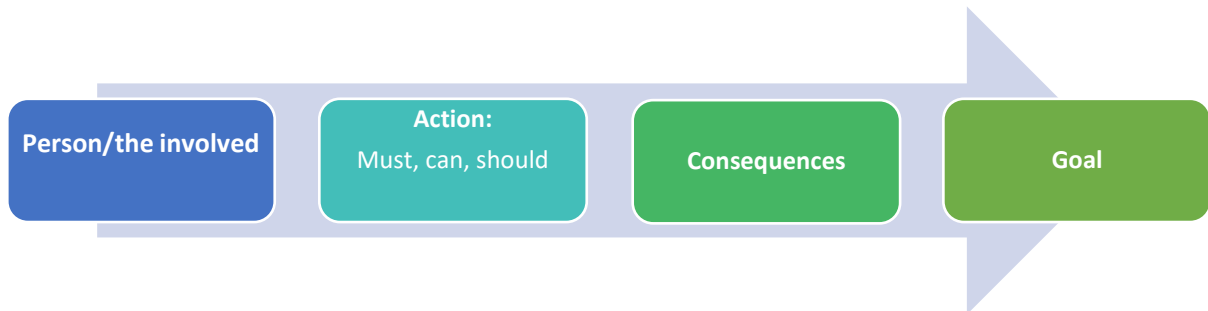 Person/the involved
Action:
Must, can, should
Consequences
Goal